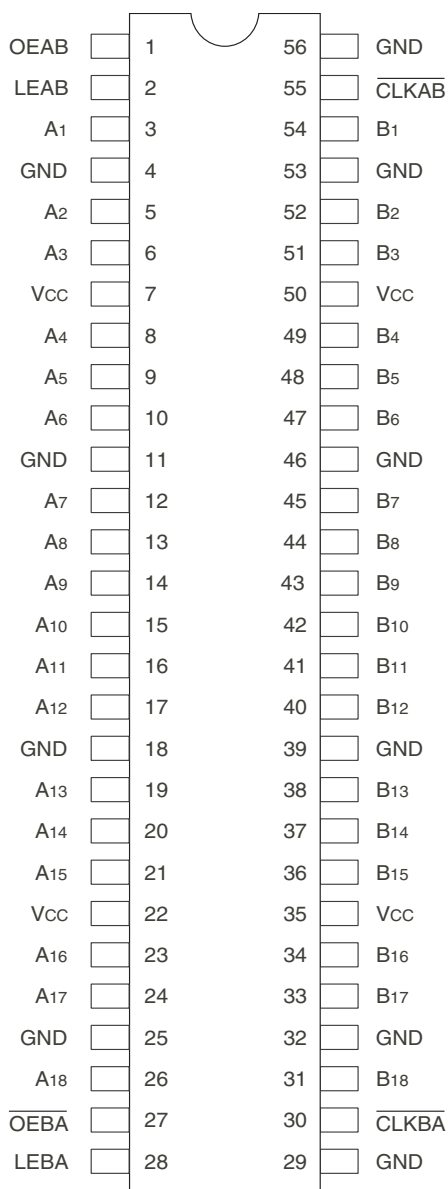 OEAB 1 56 GND
LEAB 2 55 CLKAB
A1 3 54 B1
GND 4 53 GND
A2 5 52 B2
A3 6 51 B3
VCC 7 50 VCC
A4 8 49 B4
A5 9 48 B5
A6 10 47 B6
GND 11 46 GND
A7 12 45 B7
A8 13 44 B8
A9 14 43 B9
A10 15 42 B10
A11 16 41 B11
A12 17 40 B12
GND 18 39 GND
A13 19 38 B13
A14 20 37 B14
A15 21 36 B15
VCC 22 35 VCC
A16 23 34 B16
A17 24 33 B17
GND 25 32 GND
A18 26 31 B18
OEBA 27 30 CLKBA
LEBA 28 29 GND